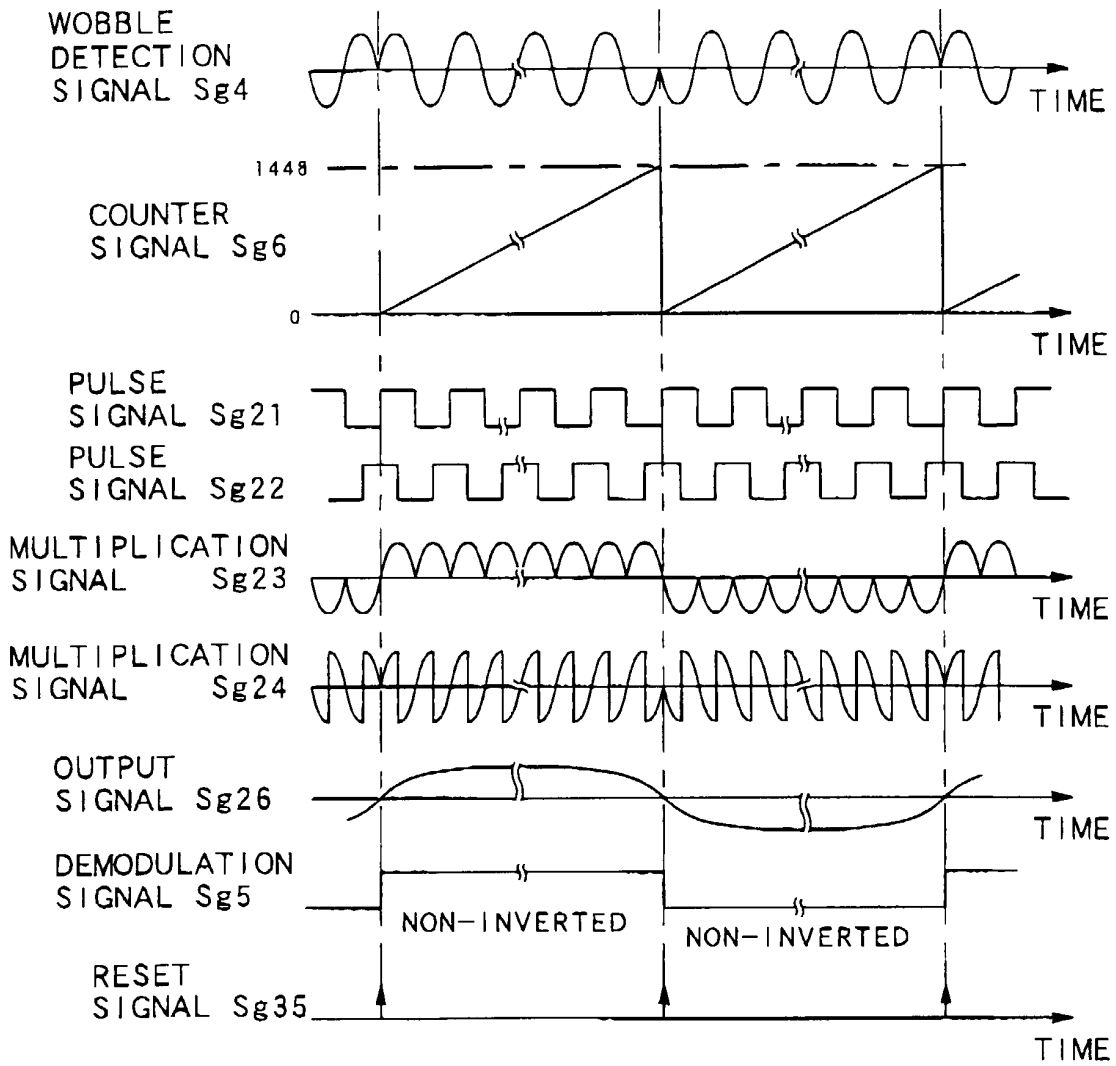 WOBBLE
DETECTION
SIGNAL Sg4
TIME
1448
COUNTER
SIGNAL Sg6
0
TIME
PULSE
SIGNAL Sg21
PULSE
SIGNAL Sg22
MULTIPLICATION
SIGNAL Sg23
TIME
MULTIPLICATION
SIGNAL Sg24
TIME
OUTPUT
SIGNAL Sg26
TIME
DEMODULATION
SIGNAL Sg5
NON-INVERTED
NON-INVERTED
RESET
SIGNAL Sg35
TIME